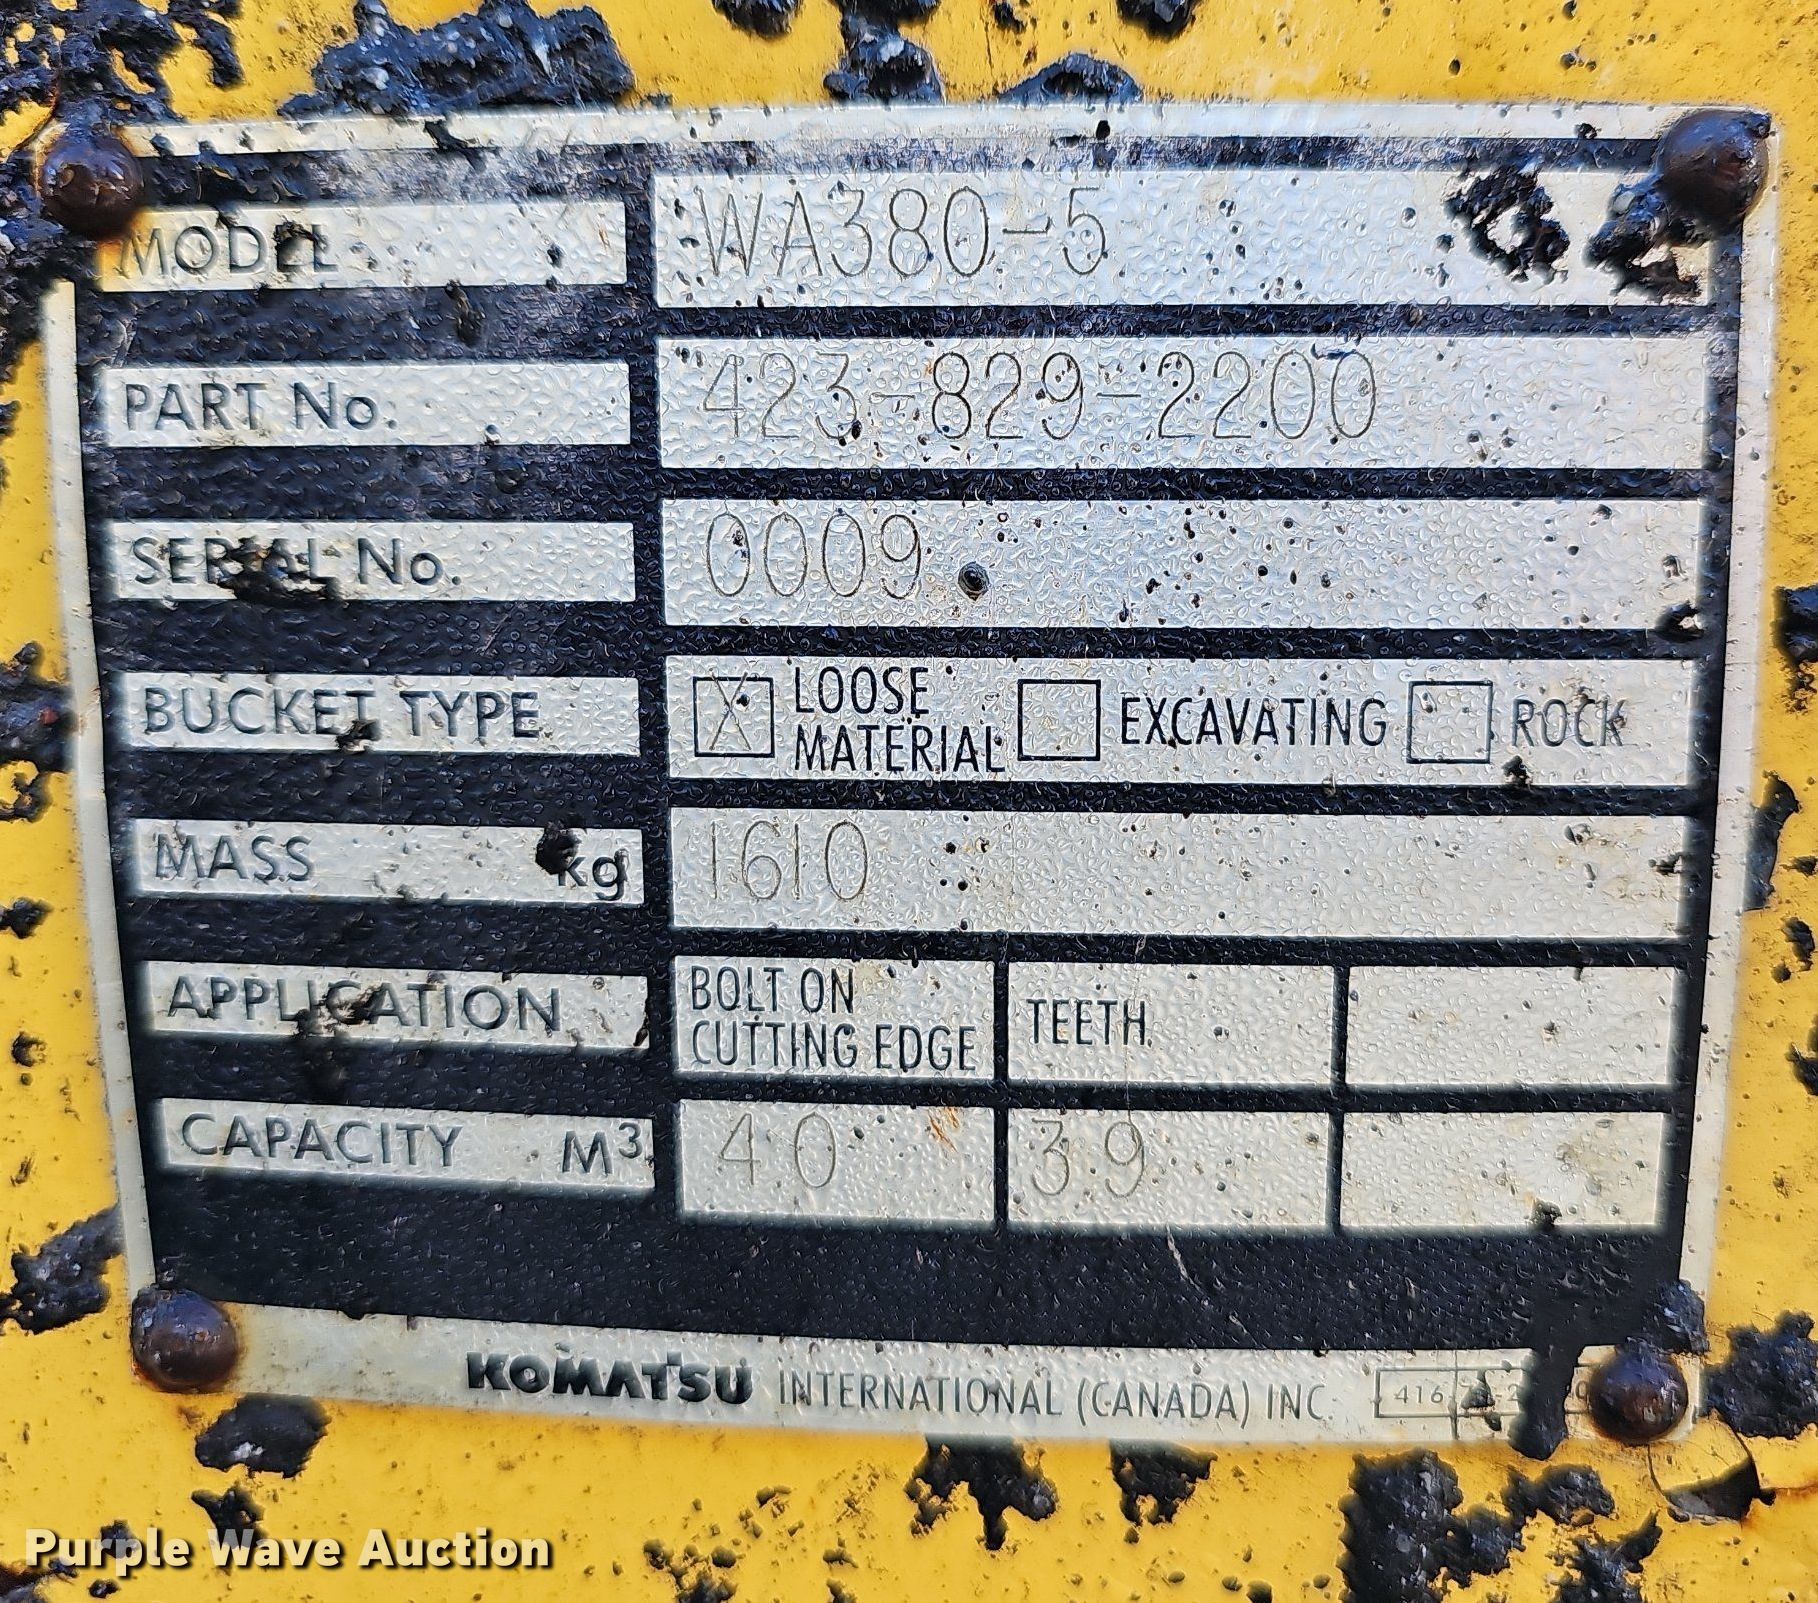 MODEL WA380-5
PART No. 423-829-2200
SERIAL No. 0009
BUCKET TYPE X LOOSE MATERIAL EXCAVATING ROCK
MASS kg 1610
APPLICATION BOLT ON CUTTING EDGE TEETH
CAPACITY M³ 4 0 3 9
KOMATSU INTERNATIONAL (CANADA) INC.
Purple Wave Auction